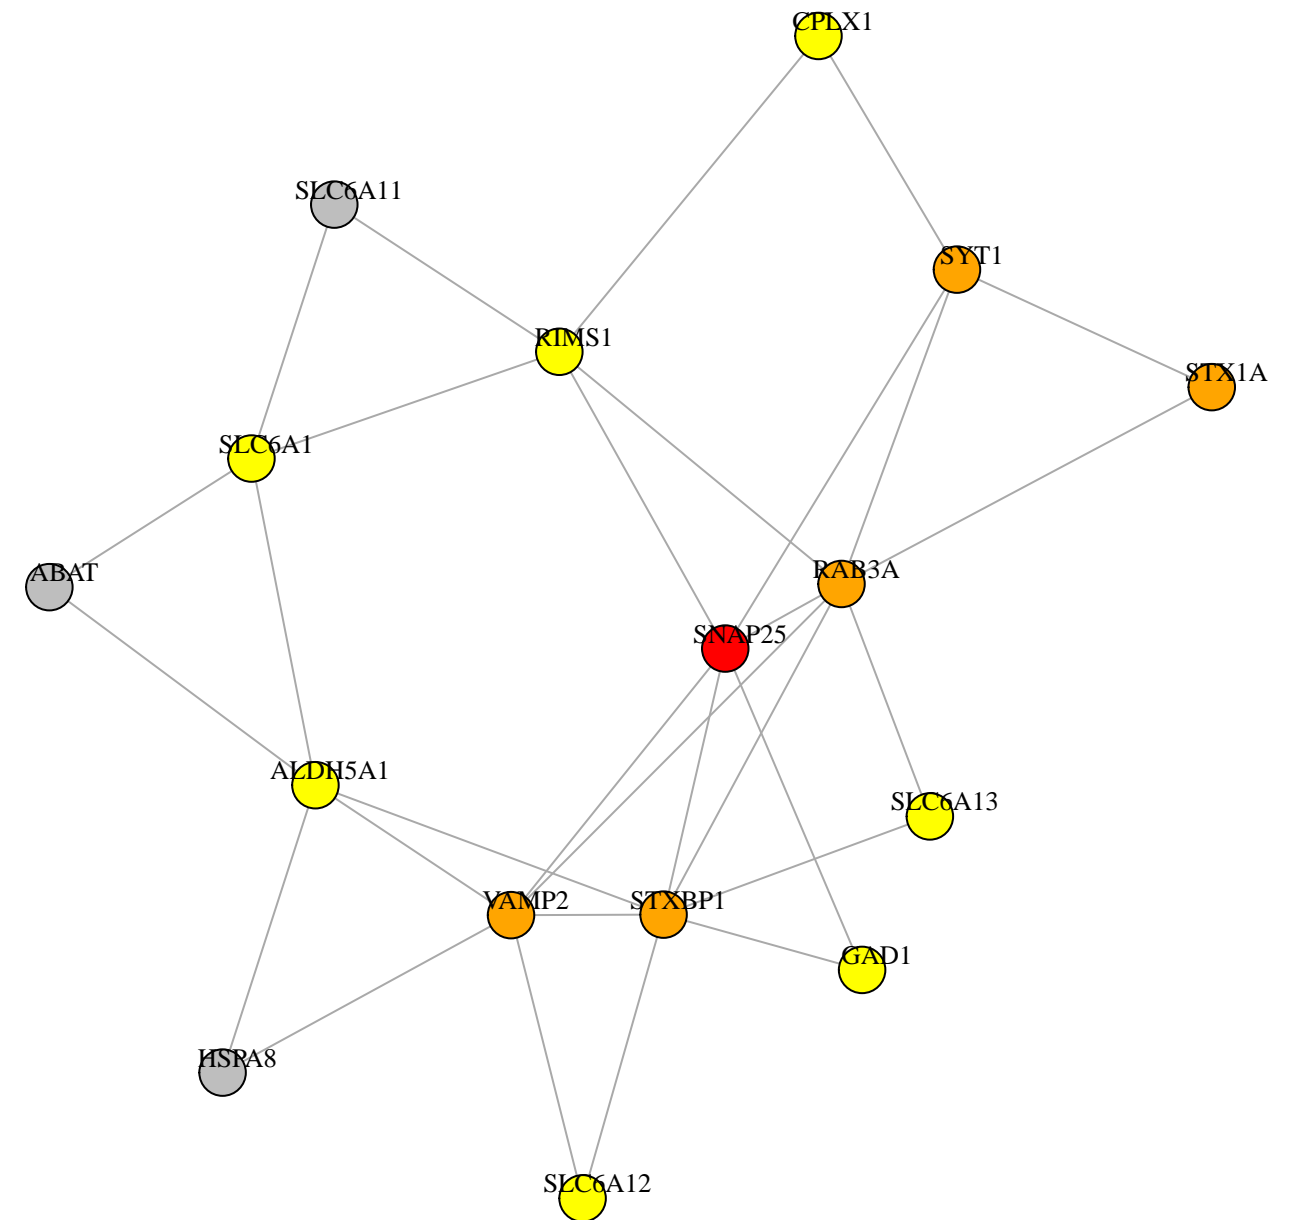 CPLX1
SLC6A11
SYT1
RIMS1
STX1A
SLC6A1
ABAT
RAB3A
SNAP25
ALDH5A1
SLC6A13
VAMP2
STXBP1
GAD1
HSPA8
SLC6A12